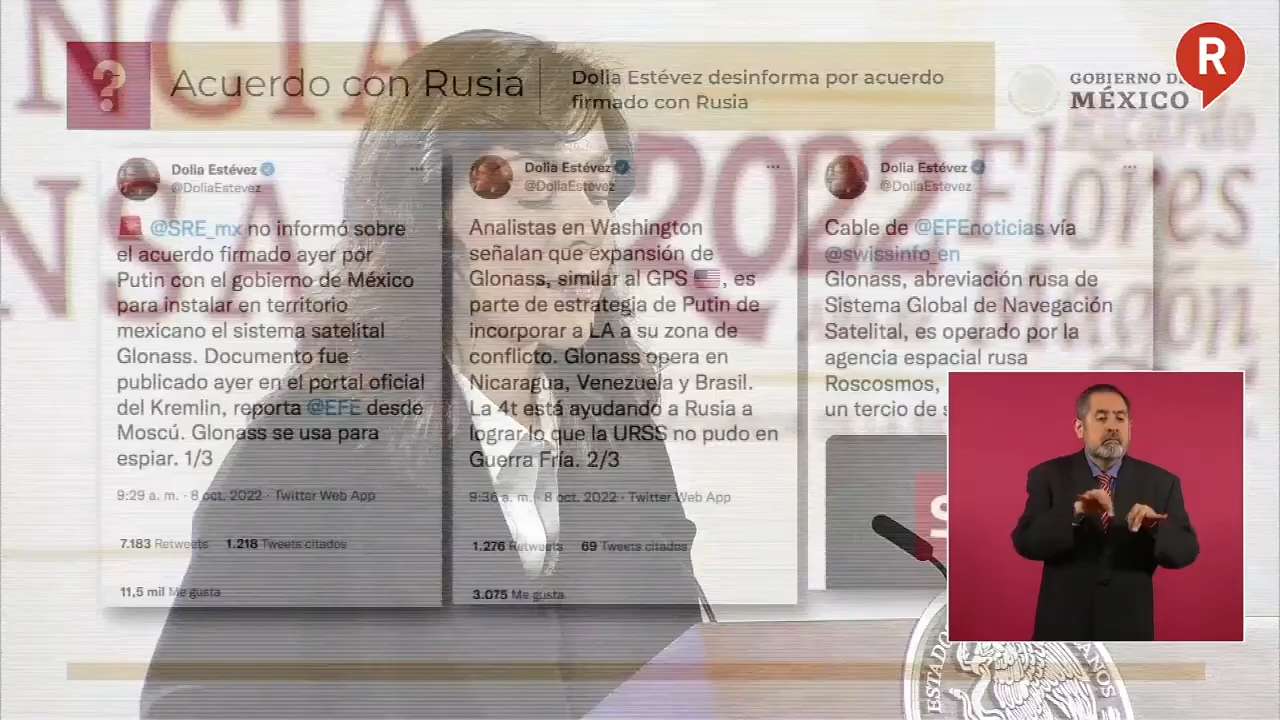 NCIA
NSA
2022
Ricardo
Flores
Magón
R
?
Acuerdo con Rusia
Dolia Estévez desinforma por acuerdo
firmado con Rusia
GOBIERNO DE
MÉXICO
Dolia Estévez
@DoliaEstevez
@SRE_mx no informó sobre
el acuerdo firmado ayer por
Putin con el gobierno de México
para instalar en territorio
mexicano el sistema satelital
Glonass. Documento fue
publicado ayer en el portal oficial
del Kremlin, reporta @EFE desde
Moscú. Glonass se usa para
espiar. 1/3
9:29 a. m. · 8 oct. 2022 · Twitter Web App
7.183 Retweets 1.218 Tweets citados
11,5 mil Me gusta
Dolia Estévez
@DoliaEstevez
Analistas en Washington
señalan que expansión de
Glonass, similar al GPS 🇺🇸, es
parte de estrategia de Putin de
incorporar a LA a su zona de
conflicto. Glonass opera en
Nicaragua, Venezuela y Brasil.
La 4t está ayudando a Rusia a
lograr lo que la URSS no pudo en
Guerra Fría. 2/3
9:36 a. m. · 8 oct. 2022 · Twitter Web App
1.276 Retweets 69 Tweets citados
3.075 Me gusta
Dolia Estévez
@DoliaEstevez
Cable de @EFEnoticias vía
@swissinfo_en
Glonass, abreviación rusa de
Sistema Global de Navegación
Satelital, es operado por la
agencia espacial rusa
Roscosmos,
un tercio de s
S
ESTADO
ANOS